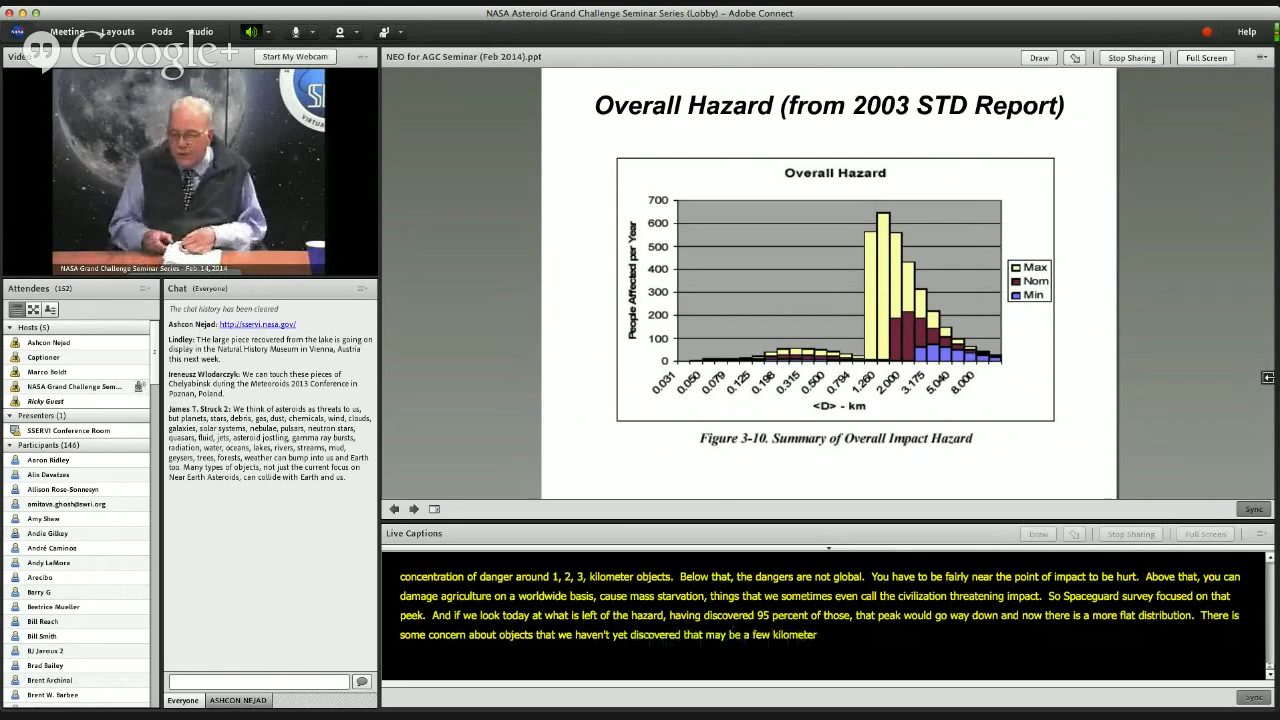 NASA Asteroid Grand Challenge Seminar Series (Lobby) - Adobe Connect
Meeting Layouts Pods Audio
Help
Google+
Video
Start My Webcam
NASA Grand Challenge Seminar Series - Feb. 14, 2014
Attendees (152)
Hosts (5)
Ashcon Nejad
Captioner
Marco Boldt
NASA Grand Challenge Sem...
Ricky Guest
Presenters (1)
SSERVI Conference Room
Participants (146)
Aaron Ridley
Alix Davatzes
Allison Rose-Sonnesyn
amitava.ghosh@swri.org
Amy Shaw
Andie Gilkey
André Caminoa
Andy LaMore
Arecibo
Barry G
Beatrice Mueller
Bill Reach
Bill Smith
BJ Jaroux 2
Brad Bailey
Brent Archinal
Brent W. Barbee
Chat (Everyone)
The chat history has been cleared
Ashcon Nejad: http://sservi.nasa.gov/
Lindley: The large piece recovered from the lake is going on
display in the Natural History Museum in Vienna, Austria
this next week.
Ireneusz Wlodarczyk: We can touch these pieces of
Chelyabinsk during the Meteoroids 2013 Conference in
Poznan, Poland.
James T. Struck 2: We think of asteroids as threats to us,
but planets, stars, debris, gas, dust, chemicals, wind, clouds,
galaxies, solar systems, nebulae, pulsars, neutron stars,
quasars, fluid, jets, asteroid jostling, gamma ray bursts,
radiation, water, oceans, lakes, rivers, streams, mud,
geysers, trees, forests, weather can bump into us and Earth
too. Many types of objects, not just the current focus on
Near Earth Asteroids, can collide with Earth and us.
Everyone ASHCON NEJAD
NEO for AGC Seminar (Feb 2014).ppt
Draw Stop Sharing Full Screen
Overall Hazard (from 2003 STD Report)
Overall Hazard
People Affected per Year
700
600
500
400
300
200
100
0
0.031 0.050 0.079 0.125 0.198 0.315 0.500 0.794 1.260 2.000 3.175 5.040 8.000
<D> - km
Max
Nom
Min
Figure 3-10. Summary of Overall Impact Hazard
Sync
Live Captions
Draw Stop Sharing Full Screen
concentration of danger around 1, 2, 3, kilometer objects. Below that, the dangers are not global. You have to be fairly near the point of impact to be hurt. Above that, you can
damage agriculture on a worldwide basis, cause mass starvation, things that we sometimes even call the civilization threatening impact. So Spaceguard survey focused on that
peek. And if we look today at what is left of the hazard, having discovered 95 percent of those, that peak would go way down and now there is a more flat distribution. There is
some concern about objects that we haven't yet discovered that may be a few kilometer
Sync